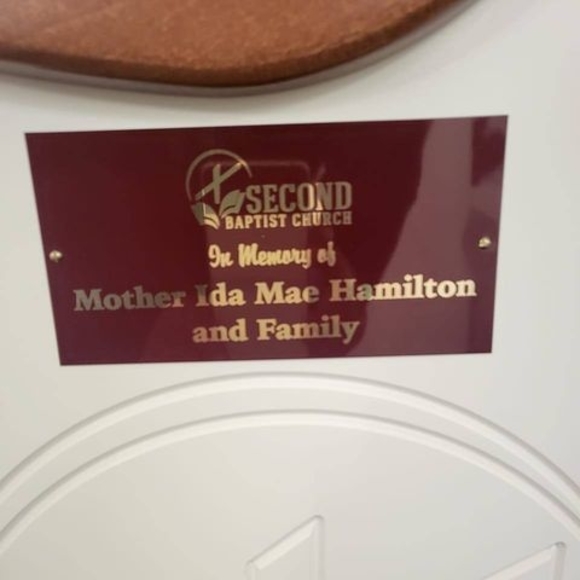 SECOND
BAPTIST CHURCH
In Memory of
Mother Ida Mae Hamilton
and Family